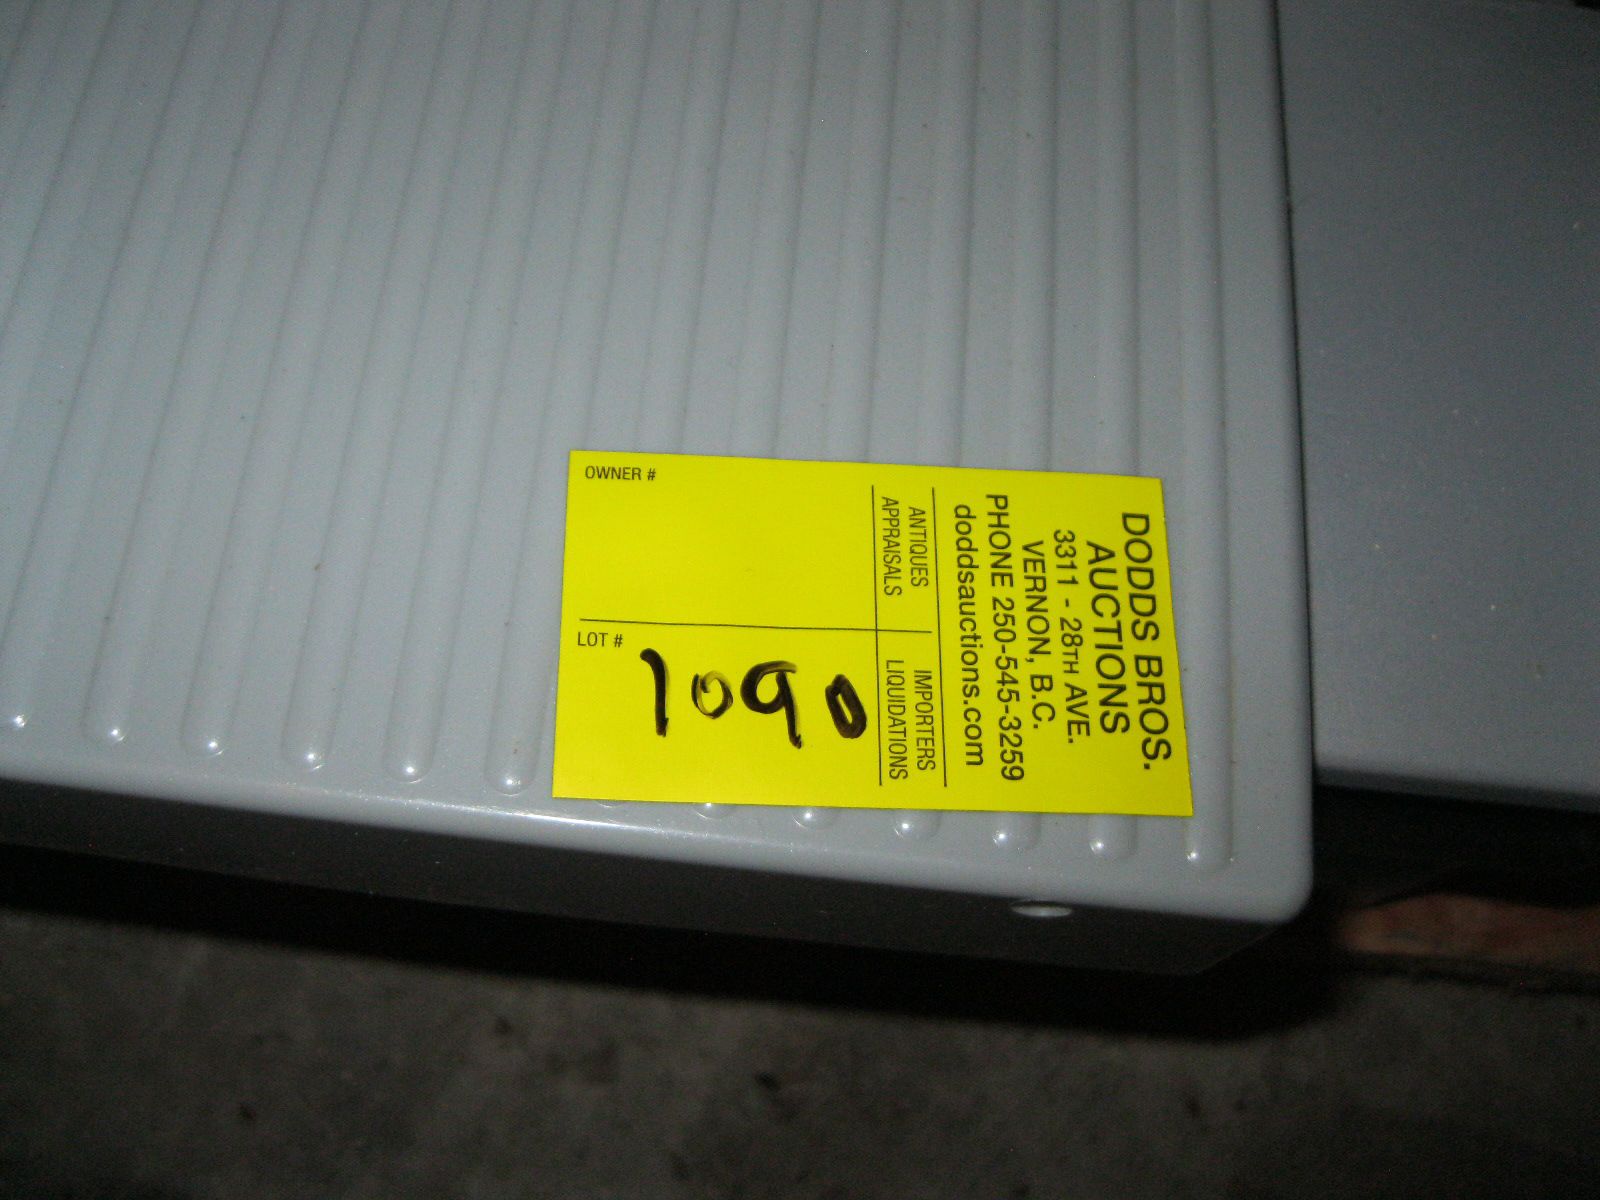 DODDS BROS.
AUCTIONS
3311 - 28TH AVE.
VERNON, B.C.
PHONE 250-545-3259
doddsauctions.com
ANTIQUES
APPRAISALS
IMPORTERS
LIQUIDATIONS
OWNER #
LOT #
1090